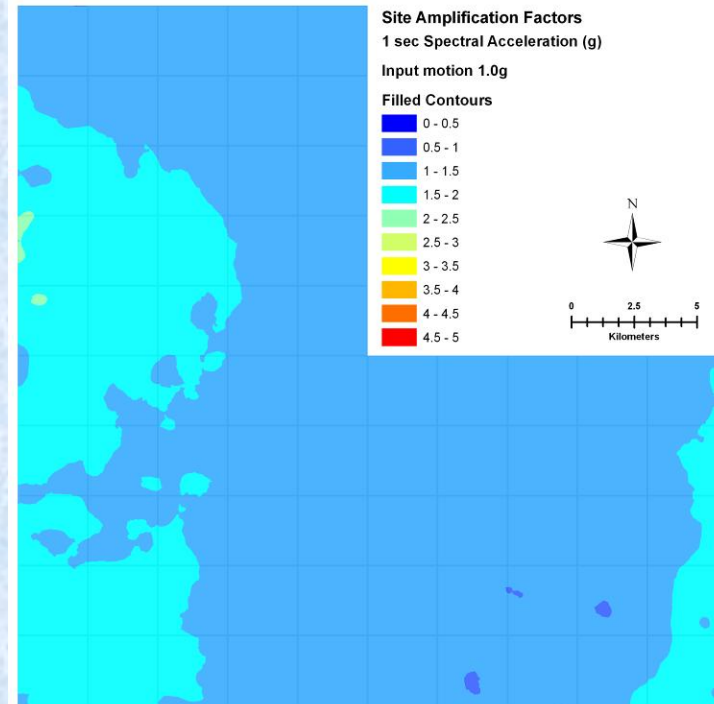 Site Amplification Factors
1 sec Spectral Acceleration (g)
Input motion 1.0g
Filled Contours
0 - 0.5
0.5 - 1
1 - 1.5
1.5 - 2
2 - 2.5
2.5 - 3
3 - 3.5
3.5 - 4
4 - 4.5
4.5 - 5
N
0 2.5 5
Kilometers